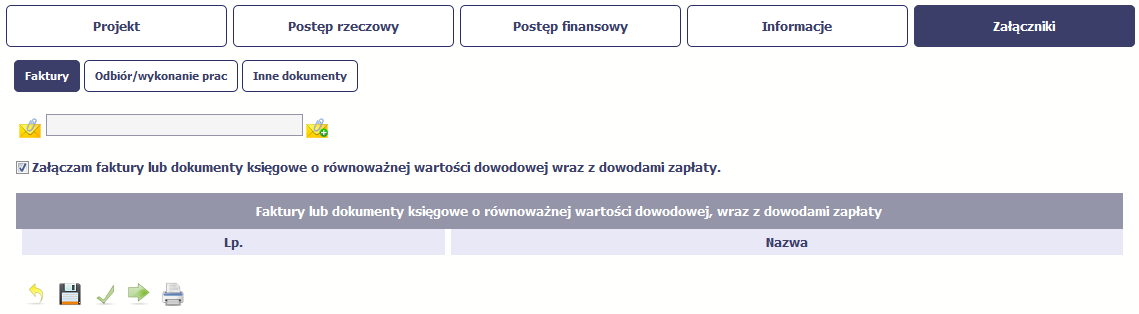 Projekt
Postęp rzeczowy
Postęp finansowy
Informacje
Załączniki
Faktury
Odbiór/wykonanie prac
Inne dokumenty
Załączam faktury lub dokumenty księgowe o równoważnej wartości dowodowej wraz z dowodami zapłaty.
Faktury lub dokumenty księgowe o równoważnej wartości dowodowej, wraz z dowodami zapłaty
Lp.
Nazwa